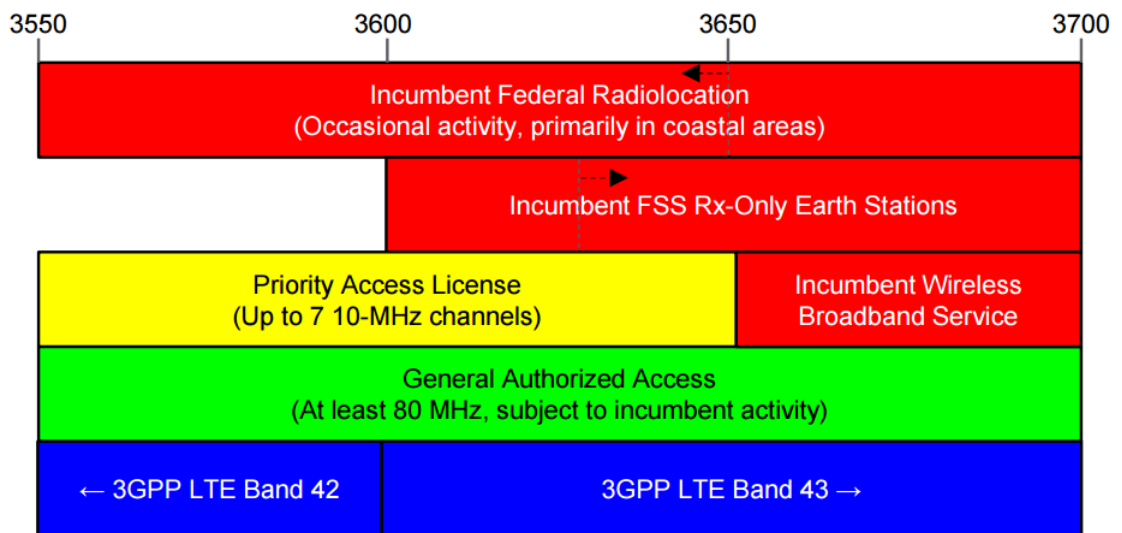 3550 3600 3650 3700
Incumbent Federal Radiolocation
(Occasional activity, primarily in coastal areas)
Incumbent FSS Rx-Only Earth Stations
Priority Access License
(Up to 7 10-MHz channels)
Incumbent Wireless
Broadband Service
General Authorized Access
(At least 80 MHz, subject to incumbent activity)
← 3GPP LTE Band 42
3GPP LTE Band 43 →